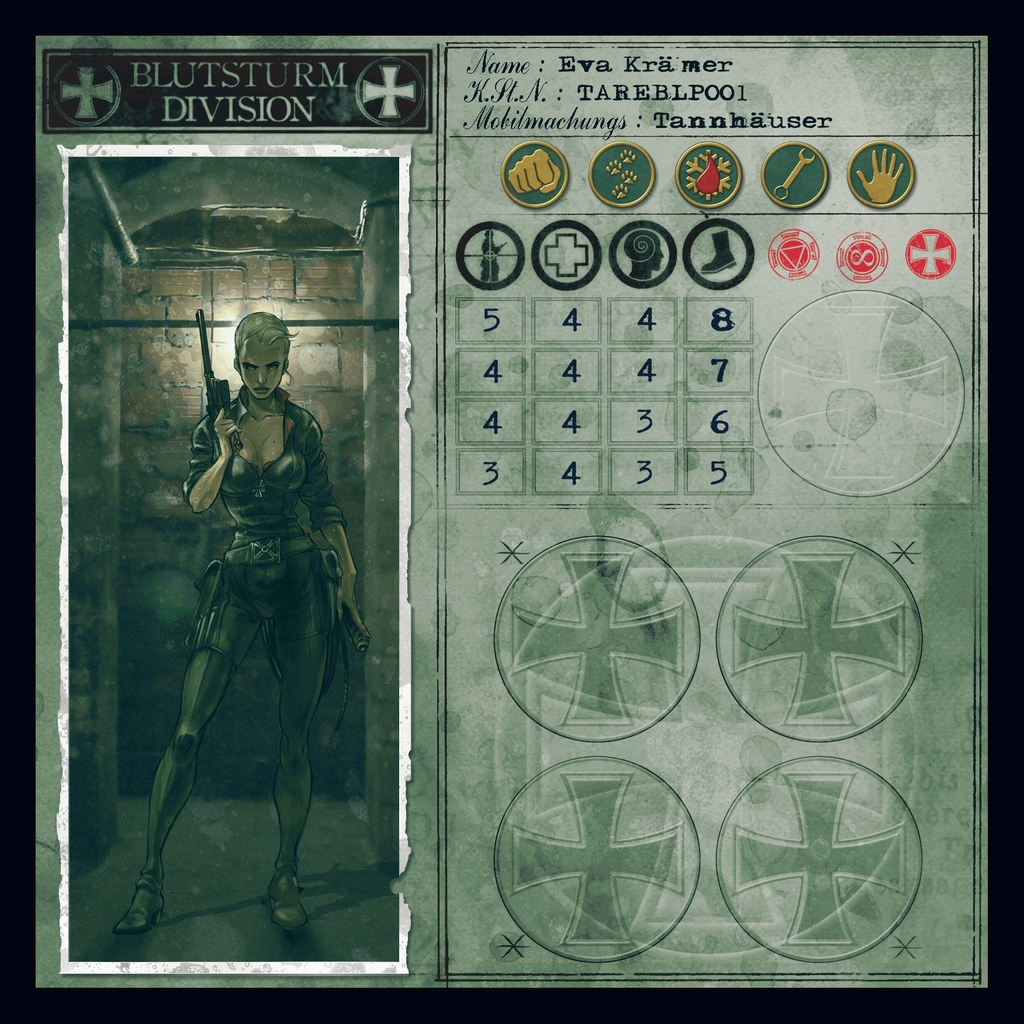 BLUTSTURM
DIVISION
Name : Eva Krämer
K.St.N. : TAREBLP001
Mobilmachungs : Tannhäuser
5 4 4 8
4 4 4 7
4 4 3 6
3 4 3 5